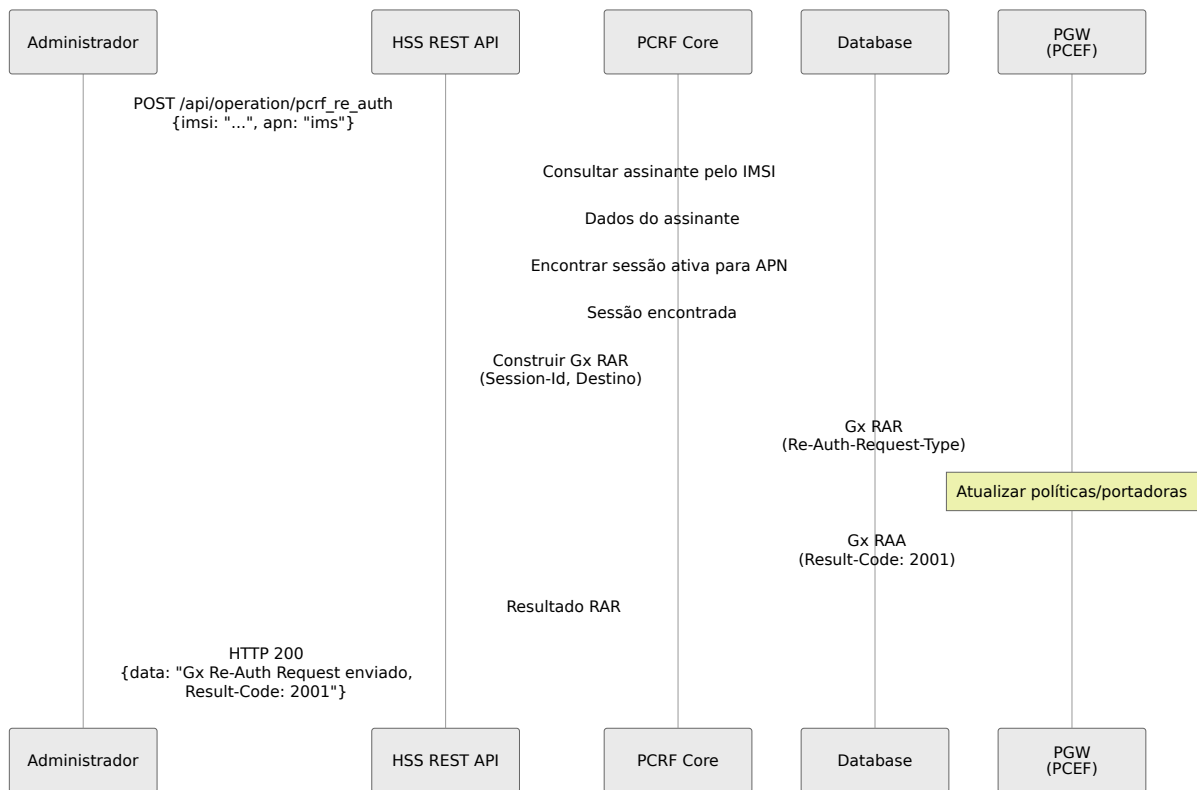 Administrador
HSS REST API
PCRF Core
Database
PGW
(PCEF)
POST /api/operation/pcrf_re_auth
{imsi: "...", apn: "ims"}
Consultar assinante pelo IMSI
Dados do assinante
Encontrar sessão ativa para APN
Sessão encontrada
Construir Gx RAR
(Session-Id, Destino)
Gx RAR
(Re-Auth-Request-Type)
Atualizar políticas/portadoras
Gx RAA
(Result-Code: 2001)
Resultado RAR
HTTP 200
{data: "Gx Re-Auth Request enviado,
Result-Code: 2001"}
Administrador
HSS REST API
PCRF Core
Database
PGW
(PCEF)